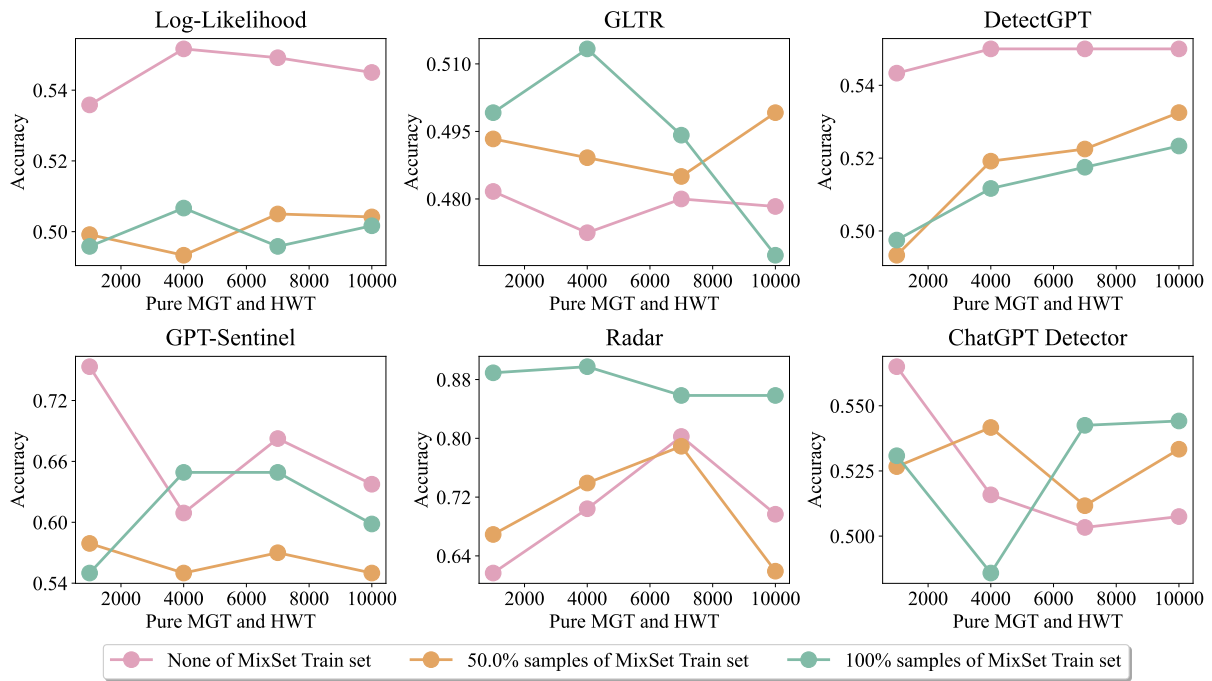 Log-Likelihood
Accuracy
0.54
0.52
0.50
2000 4000 6000 8000 10000
Pure MGT and HWT
GLTR
Accuracy
0.510
0.495
0.480
2000 4000 6000 8000 10000
Pure MGT and HWT
DetectGPT
Accuracy
0.54
0.52
0.50
2000 4000 6000 8000 10000
Pure MGT and HWT
GPT-Sentinel
Accuracy
0.72
0.66
0.60
0.54
2000 4000 6000 8000 10000
Pure MGT and HWT
Radar
Accuracy
0.88
0.80
0.72
0.64
2000 4000 6000 8000 10000
Pure MGT and HWT
ChatGPT Detector
Accuracy
0.550
0.525
0.500
2000 4000 6000 8000 10000
Pure MGT and HWT
None of MixSet Train set 50.0% samples of MixSet Train set 100% samples of MixSet Train set